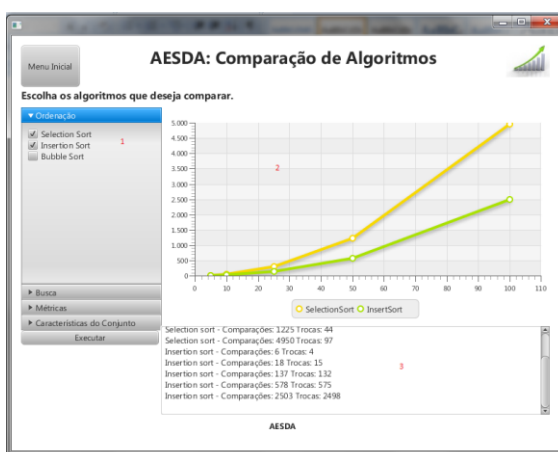 Menu Inicial
AESDA: Comparação de Algoritmos
Escolha os algoritmos que deseja comparar.
Ordenação
Selection Sort
Insertion Sort
Bubble Sort
1
Busca
Métricas
Características do Conjunto
Executar
5.000
4.500
4.000
3.500
3.000
2.500
2.000
1.500
1.000
500
0
2
0 10 20 30 40 50 60 70 80 90 100 110
SelectionSort InsertSort
Selection sort - Comparações: 1225 Trocas: 44
Selection sort - Comparações: 4950 Trocas: 97
Insertion sort - Comparações: 6 Trocas: 4
Insertion sort - Comparações: 18 Trocas: 15
Insertion sort - Comparações: 137 Trocas: 132
Insertion sort - Comparações: 578 Trocas: 575
Insertion sort - Comparações: 2503 Trocas: 2498
3
AESDA